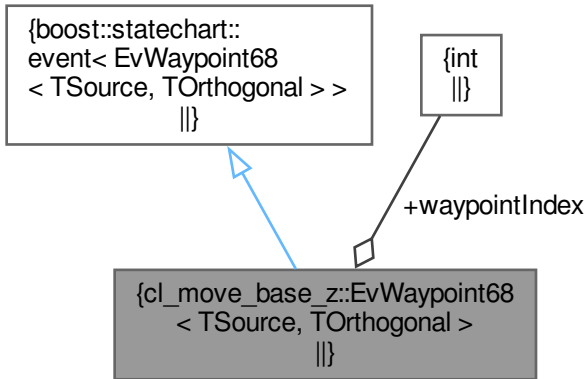 {boost::statechart::
event< EvWaypoint68
< TSource, TOrthogonal > >
||}
{int
||}
+waypointIndex
{cl_move_base_z::EvWaypoint68
< TSource, TOrthogonal >
||}